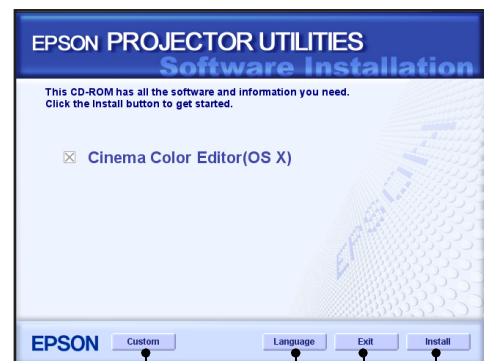 EPSON PROJECTOR UTILITIES
Software Installation
This CD-ROM has all the software and information you need.
Click the Install button to get started.
Cinema Color Editor(OS X)
EPSON
EPSON
Custom
Language
Exit
Install